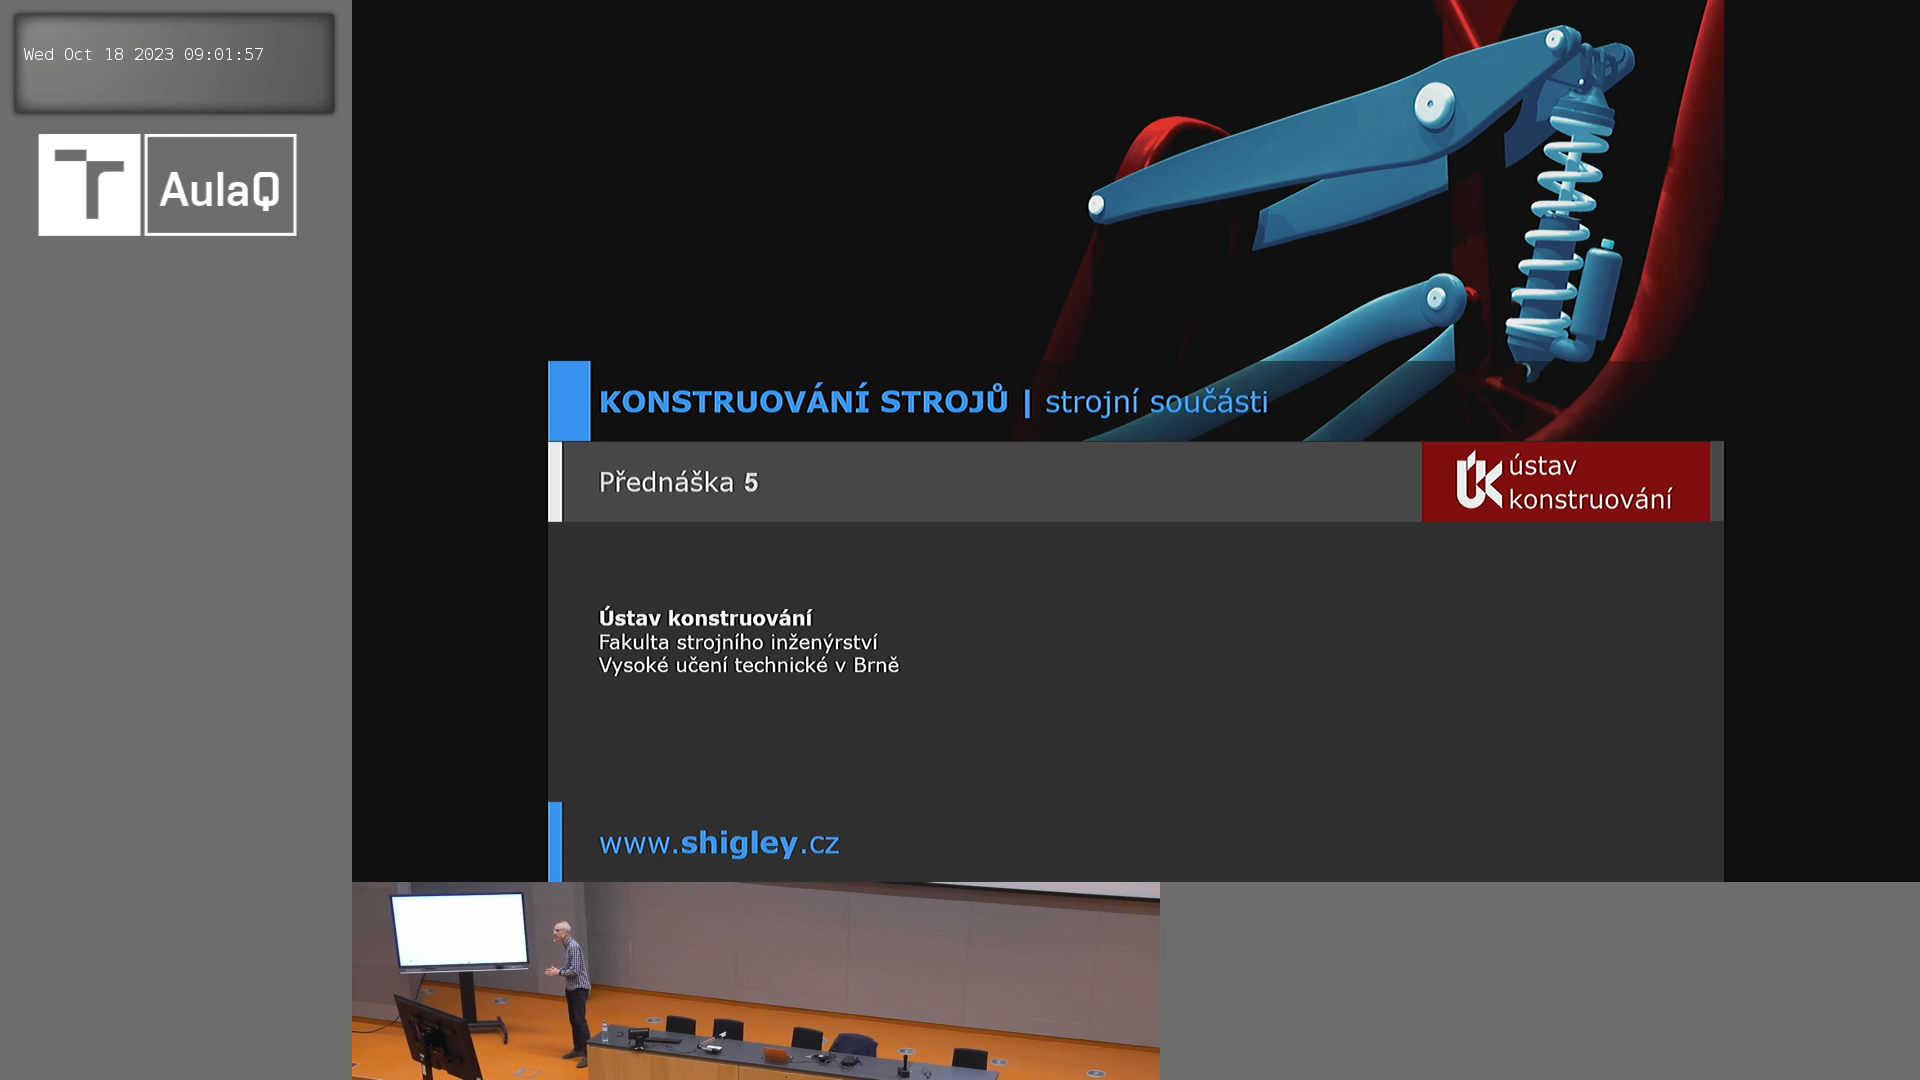 Wed Oct 18 2023 09:01:57
AulaQ
KONSTRUOVÁNÍ STROJŮ | strojní součásti
Přednáška 5
ústav
konstruování
Ústav konstruování
Fakulta strojního inženýrství
Vysoké učení technické v Brně
www.shigley.cz